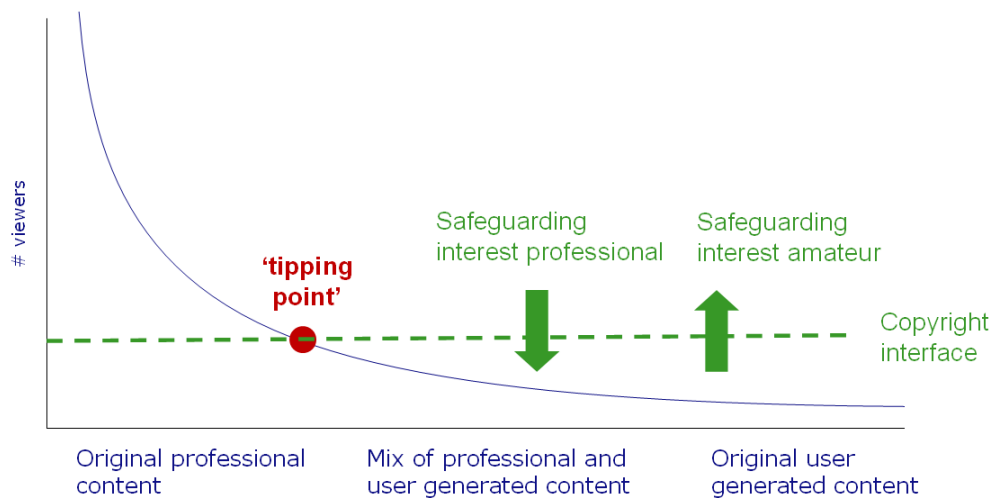 # viewers
Safeguarding
interest professional
Safeguarding
interest amateur
‘tipping
point’
Copyright
interface
Original professional
content
Mix of professional and
user generated content
Original user
generated content